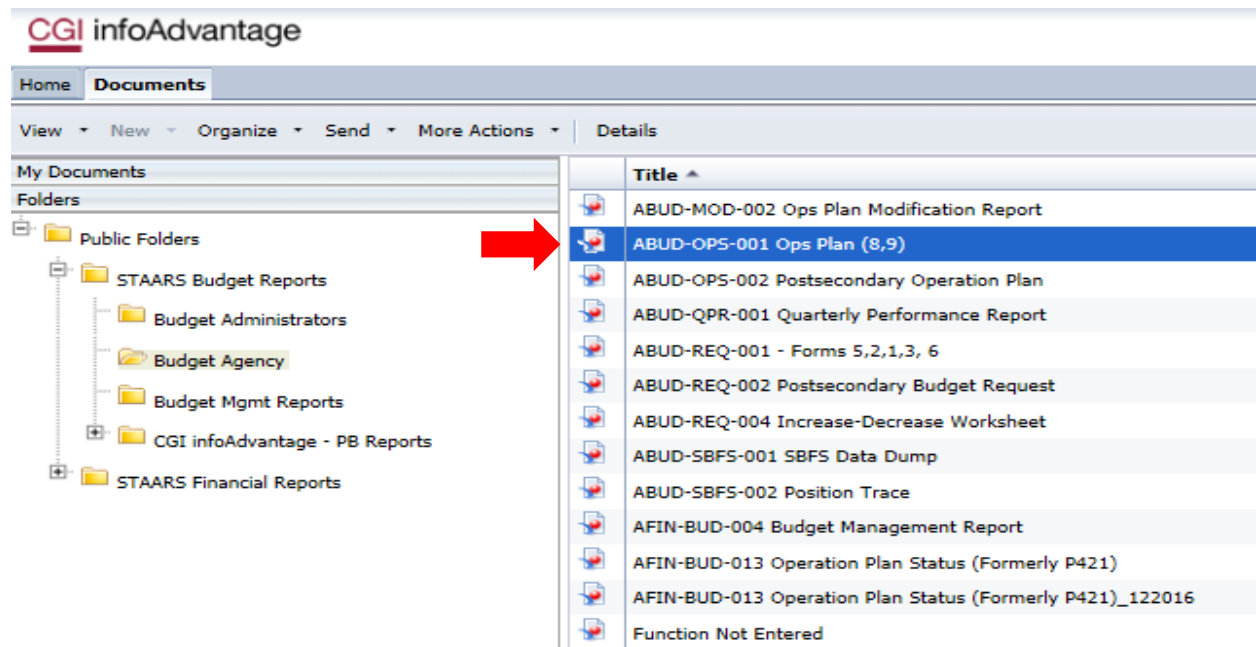 CGI infoAdvantage
Home Documents
View New Organize Send More Actions Details
My Documents
Folders
Public Folders
STAARS Budget Reports
Budget Administrators
Budget Agency
Budget Mgmt Reports
CGI infoAdvantage - PB Reports
STAARS Financial Reports
Title
ABUD-MOD-002 Ops Plan Modification Report
ABUD-OPS-001 Ops Plan (8,9)
ABUD-OPS-002 Postsecondary Operation Plan
ABUD-QPR-001 Quarterly Performance Report
ABUD-REQ-001 - Forms 5,2,1,3, 6
ABUD-REQ-002 Postsecondary Budget Request
ABUD-REQ-004 Increase-Decrease Worksheet
ABUD-SBFS-001 SBFS Data Dump
ABUD-SBFS-002 Position Trace
AFIN-BUD-004 Budget Management Report
AFIN-BUD-013 Operation Plan Status (Formerly P421)
AFIN-BUD-013 Operation Plan Status (Formerly P421)_122016
Function Not Entered